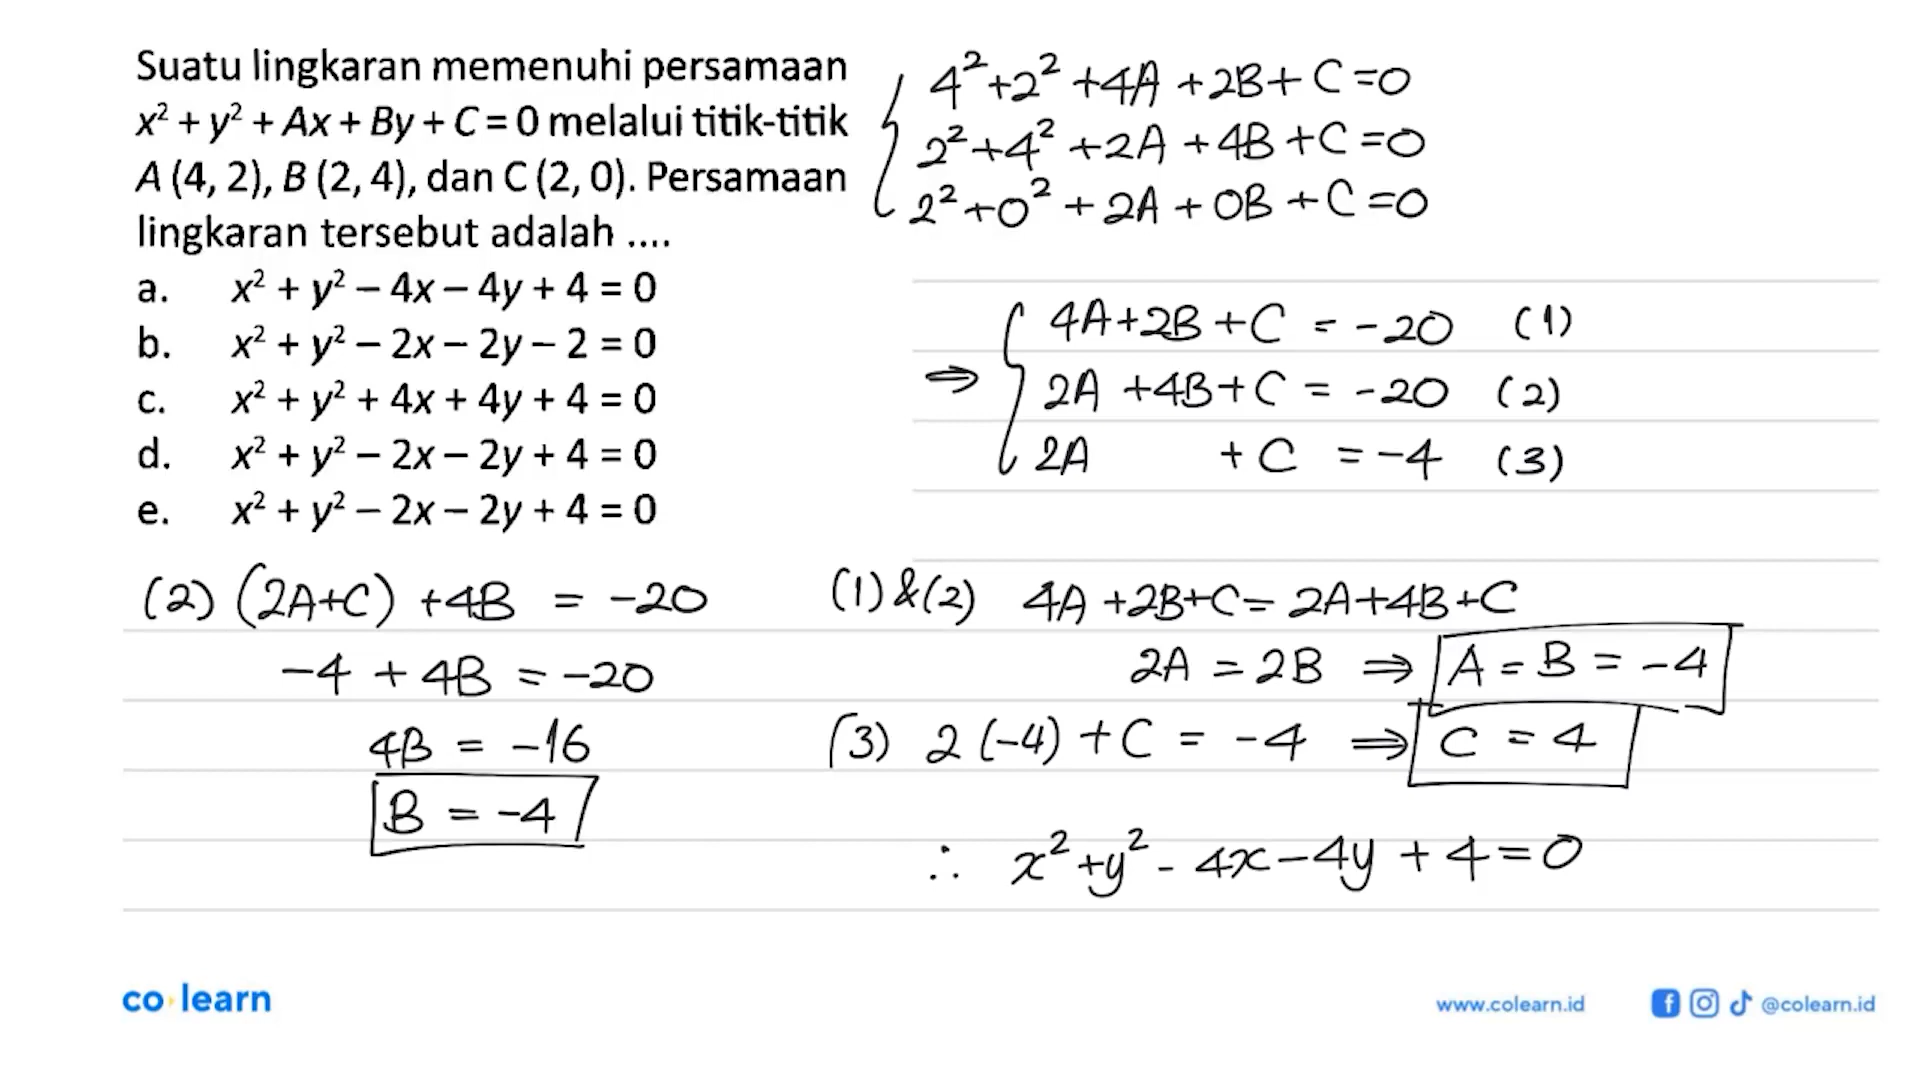 Suatu lingkaran memenuhi persamaan
x² + y² + Ax + By + C = 0 melalui titik-titik
A (4, 2), B (2, 4), dan C (2, 0). Persamaan
lingkaran tersebut adalah ....
a. x² + y² – 4x – 4y + 4 = 0
b. x² + y² – 2x – 2y – 2 = 0
c. x² + y² + 4x + 4y + 4 = 0
d. x² + y² – 2x – 2y + 4 = 0
e. x² + y² – 2x – 2y + 4 = 0
4² + 2² + 4A + 2B + C = 0
2² + 4² + 2A + 4B + C = 0
2² + 0² + 2A + 0B + C = 0
⇒ 4A + 2B + C = -20 (1)
2A + 4B + C = -20 (2)
2A + C = -4 (3)
(2) (2A+C) + 4B = -20
-4 + 4B = -20
4B = -16
B = -4
(1) & (2) 4A + 2B + C = 2A + 4B + C
2A = 2B ⇒ A = B = -4
(3) 2 (-4) + C = -4 ⇒ C = 4
∴ x² + y² - 4x - 4y + 4 = 0
co learn
www.colearn.id
@colearn.id